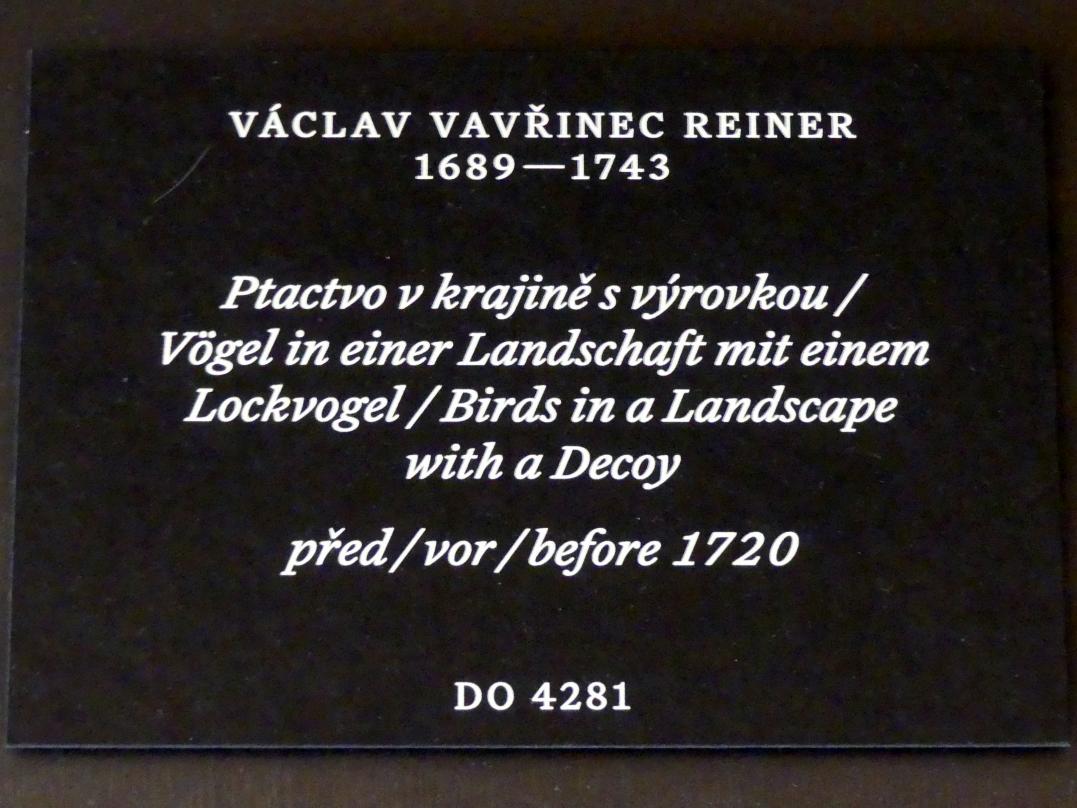 VÁCLAV VAVŘINEC REINER
1689—1743
Ptactvo v krajině s výrovkou /
Vögel in einer Landschaft mit einem
Lockvogel / Birds in a Landscape
with a Decoy
před / vor / before 1720
DO 4281